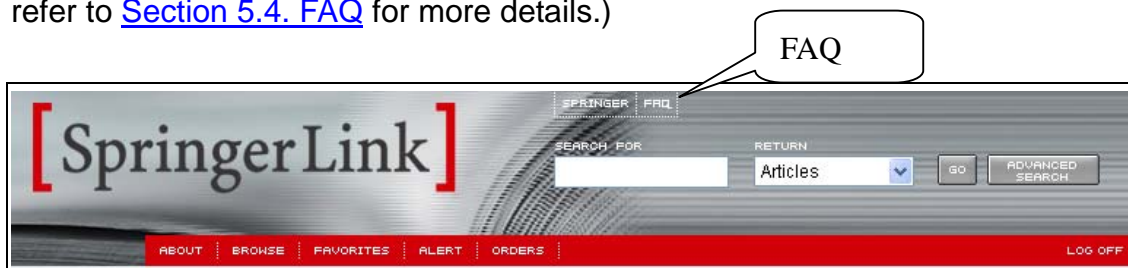 refer to Section 5.4. FAQ for more details.)
FAQ
SPRINGER FAQ
[SpringerLink]
SEARCH FOR RETURN
Articles GO ADVANCED SEARCH
ABOUT BROWSE FAVORITES ALERT ORDERS LOG OFF